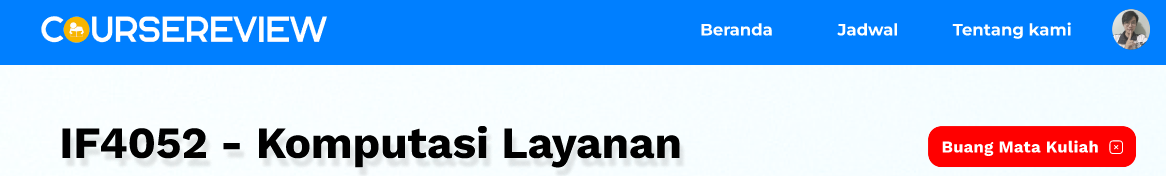 COURSEREVIEW Beranda Jadwal Tentang kami
IF4052 - Komputasi Layanan Buang Mata Kuliah